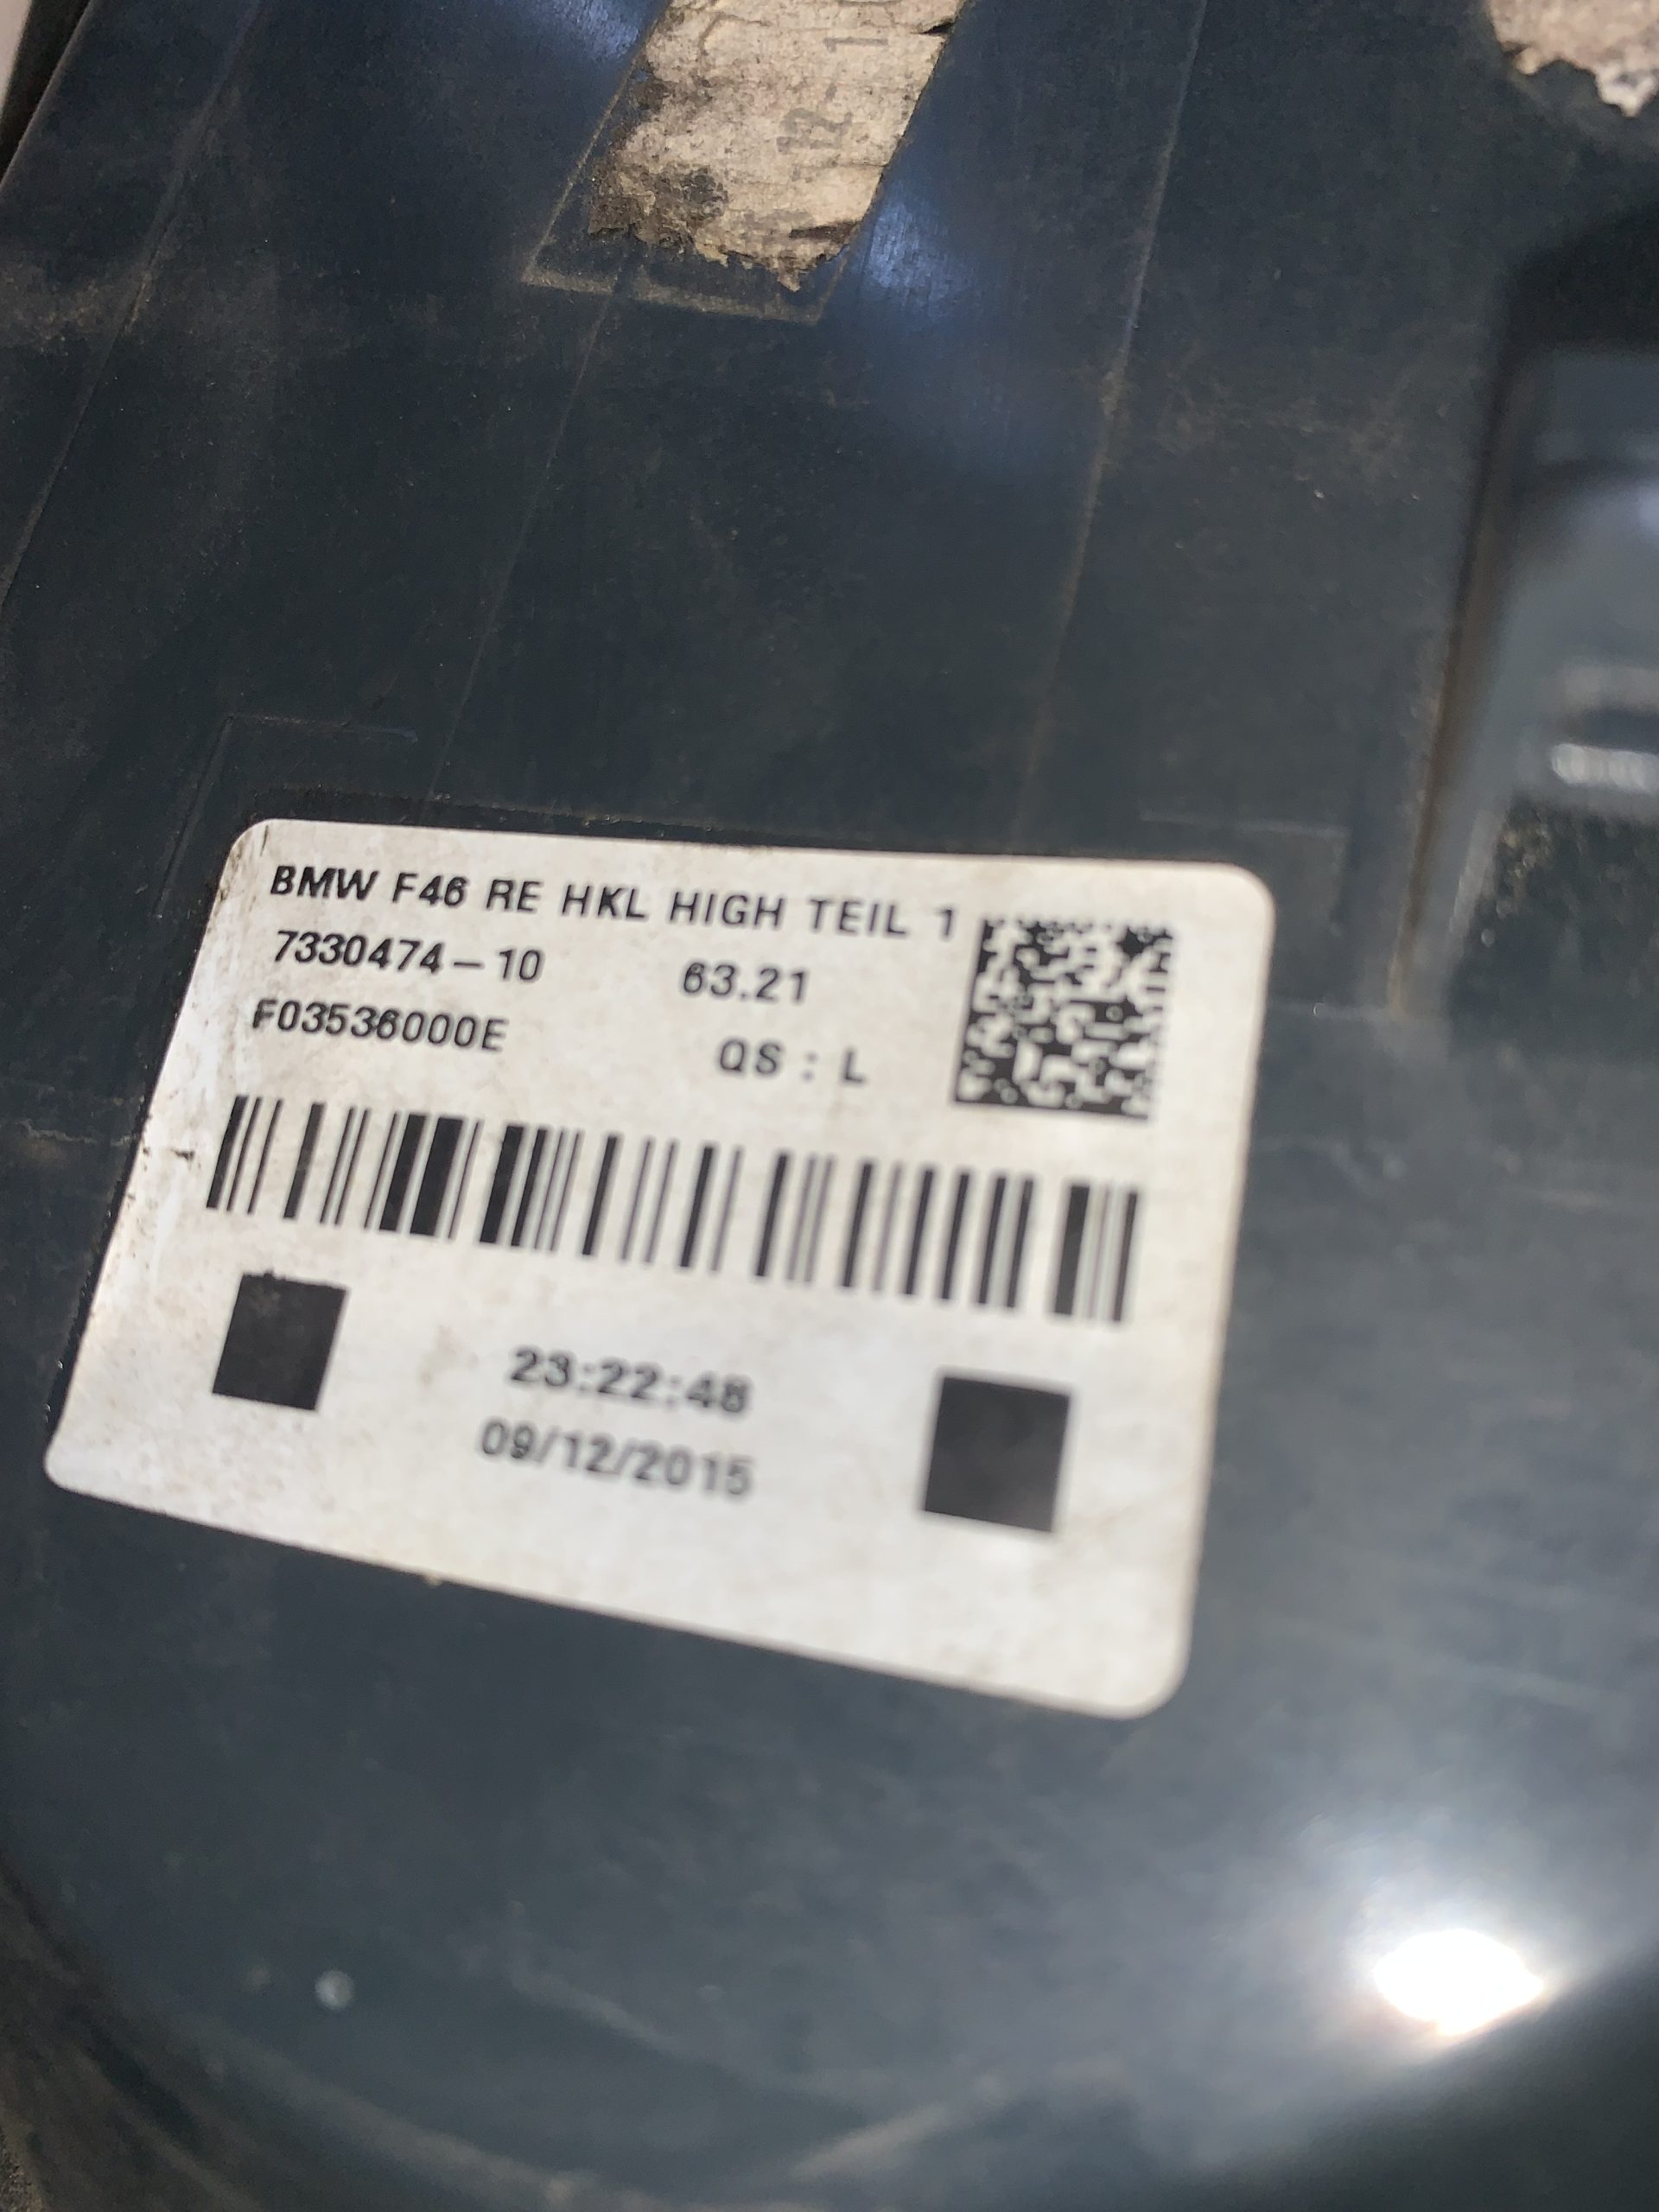 BMW F46 RE HKL HIGH TEIL 1
7330474-10 63.21
F03536000E QS : L
23:22:48
09/12/2015